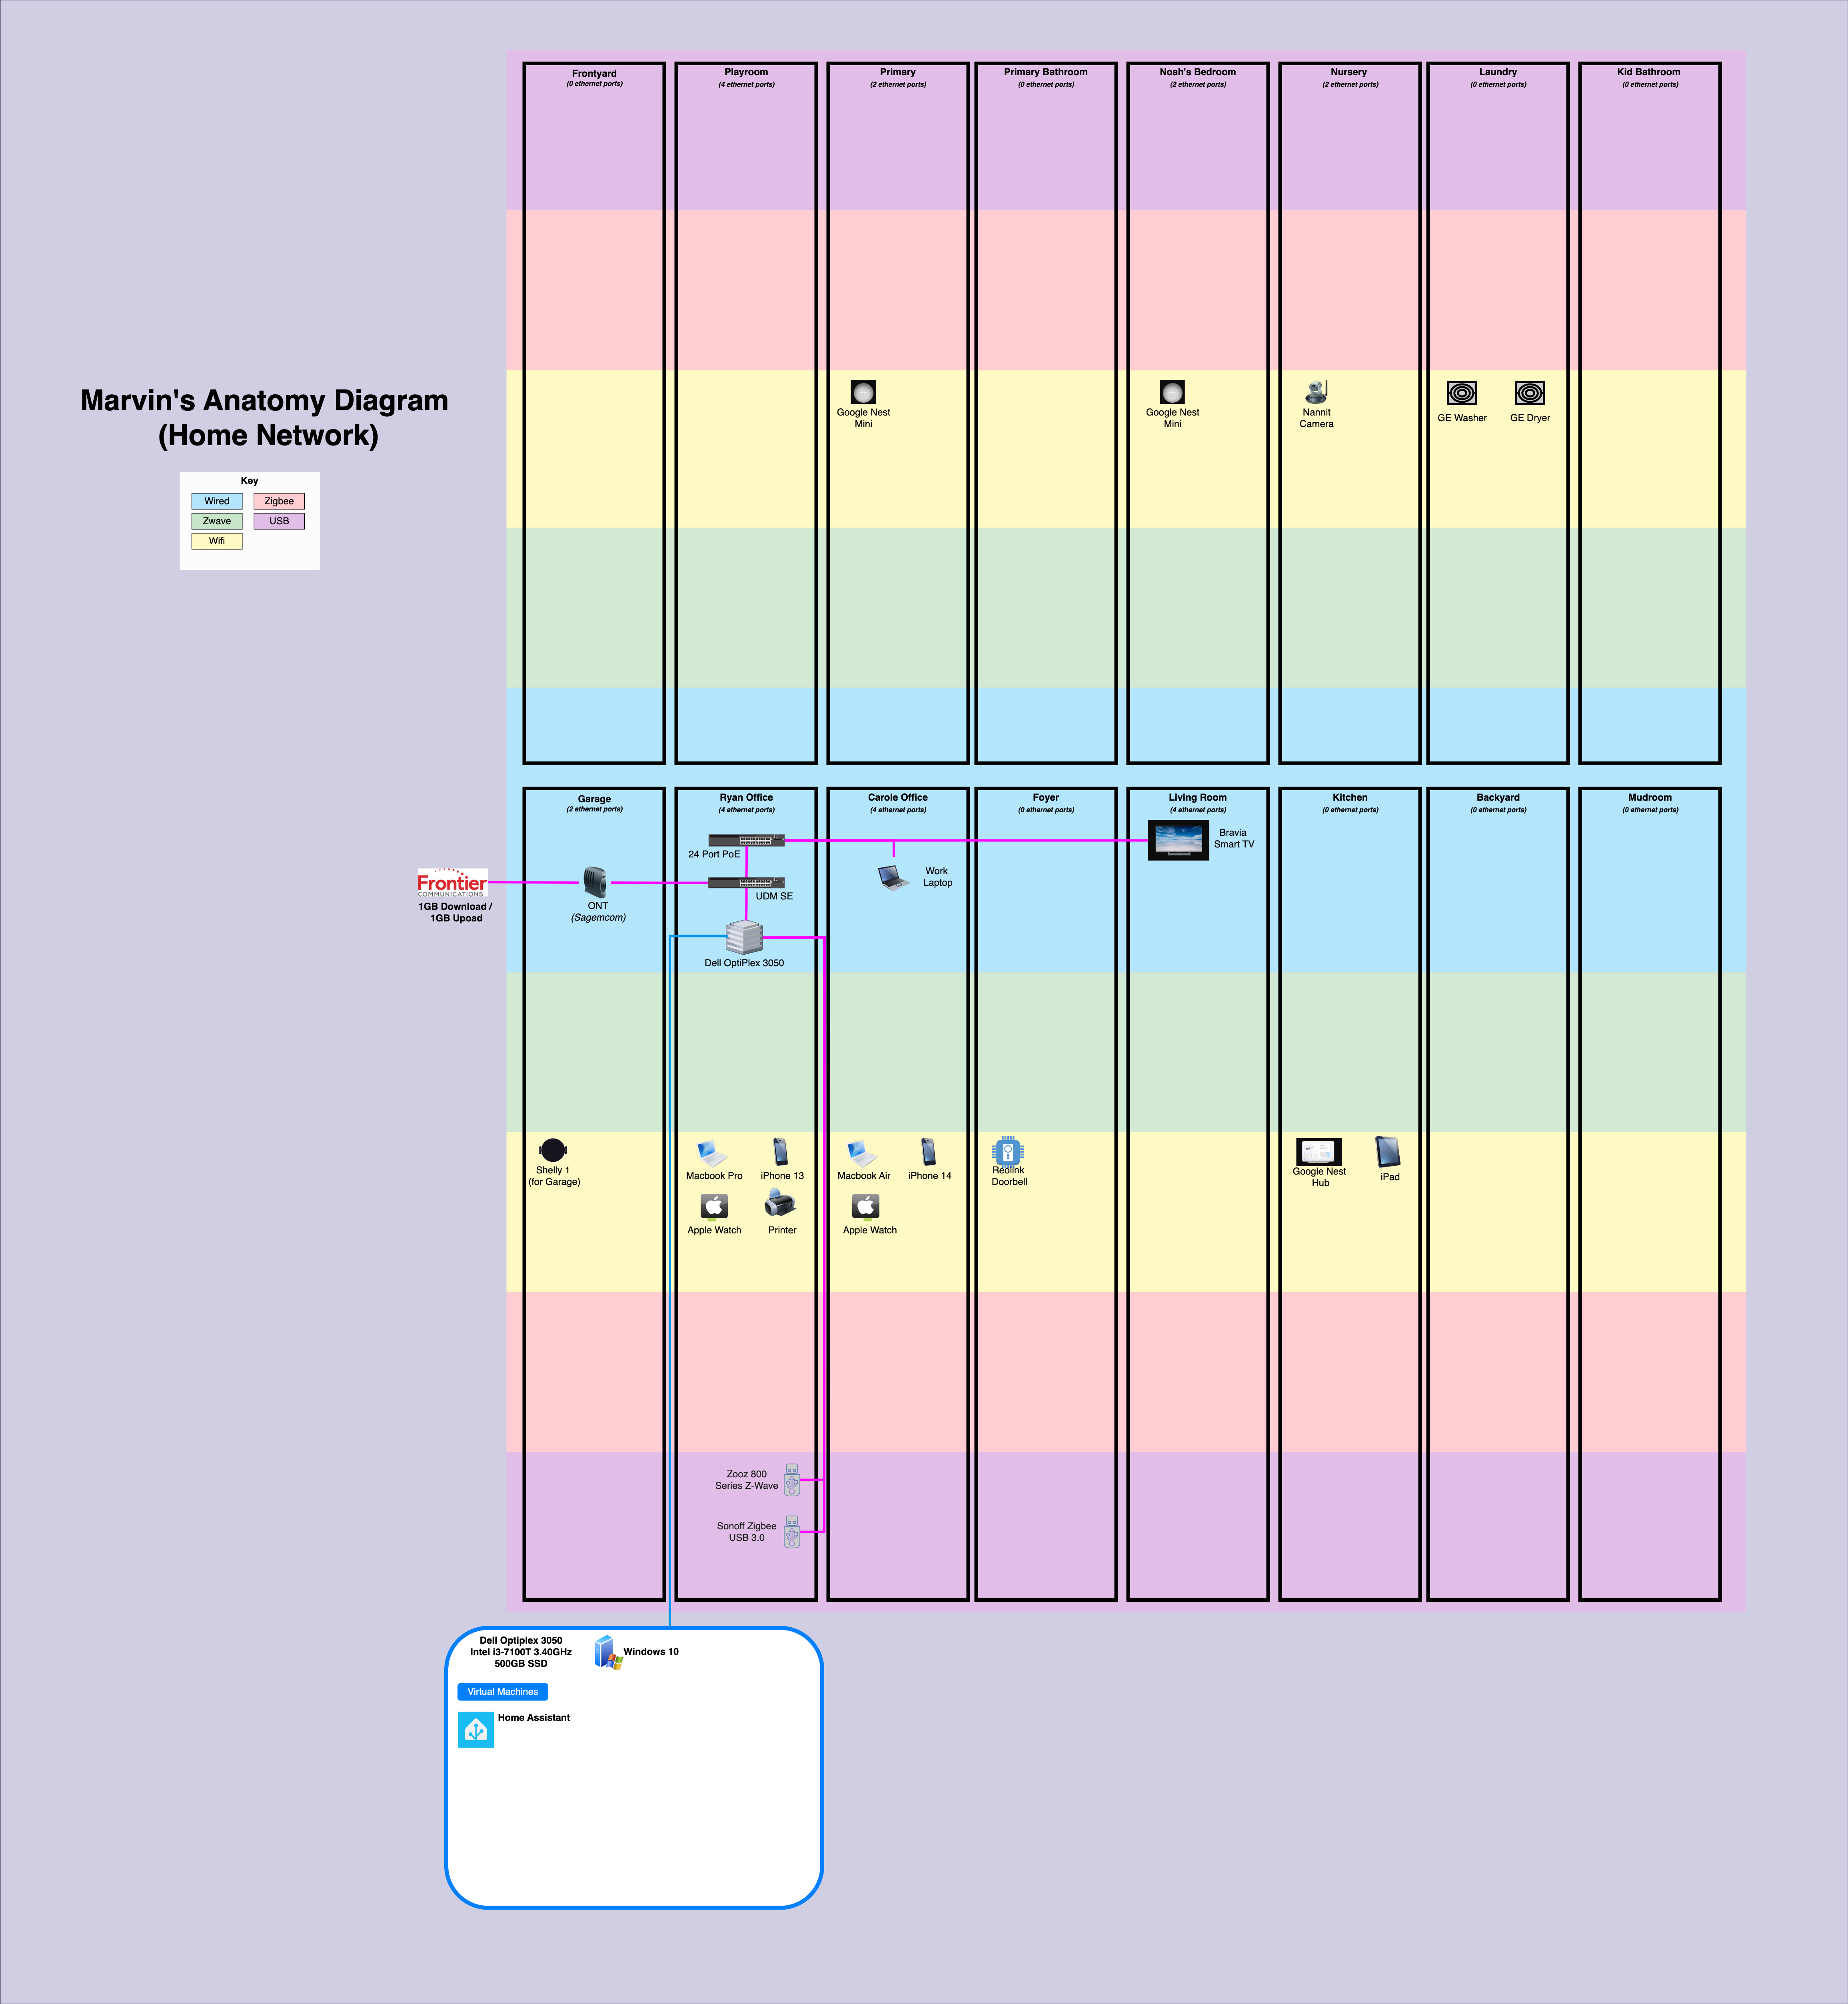 Marvin's Anatomy Diagram
(Home Network)
Key
Wired
Zigbee
Zwave
USB
Wifi
Frontyard
(0 ethernet ports)
Playroom
(4 ethernet ports)
Primary
(2 ethernet ports)
Primary Bathroom
(0 ethernet ports)
Noah's Bedroom
(2 ethernet ports)
Nursery
(2 ethernet ports)
Laundry
(0 ethernet ports)
Kid Bathroom
(0 ethernet ports)
Google Nest
Mini
Google Nest
Mini
Nannit
Camera
GE Washer
GE Dryer
Garage
(2 ethernet ports)
Ryan Office
(4 ethernet ports)
Carole Office
(4 ethernet ports)
Foyer
(0 ethernet ports)
Living Room
(4 ethernet ports)
Kitchen
(0 ethernet ports)
Backyard
(0 ethernet ports)
Mudroom
(0 ethernet ports)
24 Port PoE
Bravia
Smart TV
Work
Laptop
Frontier
COMMUNICATIONS
1GB Download /
1GB Upoad
ONT
(Sagemcom)
UDM SE
Dell OptiPlex 3050
Shelly 1
(for Garage)
Macbook Pro
iPhone 13
Apple Watch
Printer
Macbook Air
iPhone 14
Apple Watch
Reolink
Doorbell
Google Nest
Hub
iPad
Zooz 800
Series Z-Wave
Sonoff Zigbee
USB 3.0
Dell Optiplex 3050
Intel i3-7100T 3.40GHz
500GB SSD
Windows 10
Virtual Machines
Home Assistant